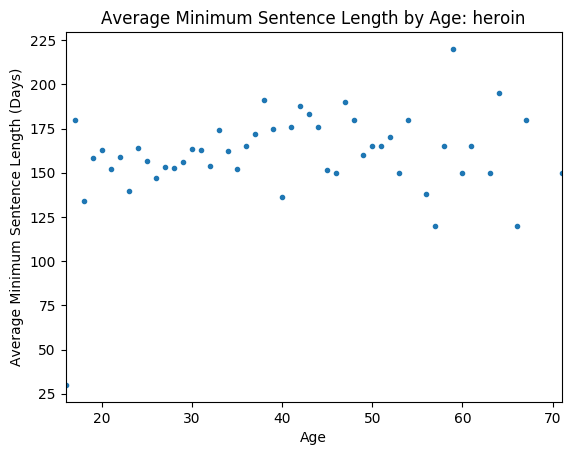 Average Minimum Sentence Length by Age: heroin
Average Minimum Sentence Length (Days)
225
200
175
150
125
100
75
50
25
20 30 40 50 60 70
Age